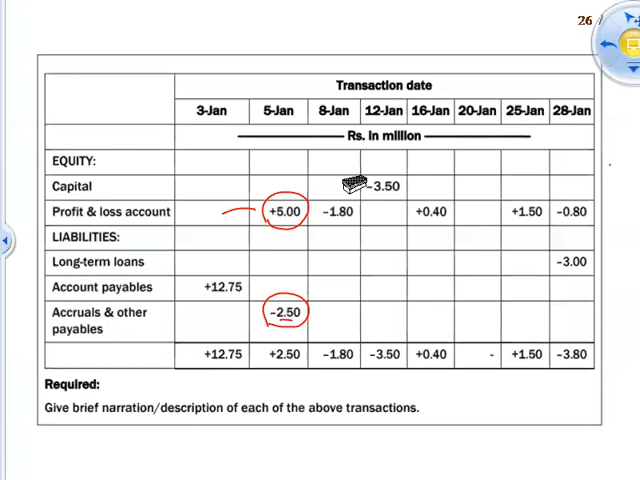 26 /
Transaction date
3-Jan 5-Jan 8-Jan 12-Jan 16-Jan 20-Jan 25-Jan 28-Jan
Rs. in million
EQUITY:
Capital –3.50
Profit & loss account +5.00 –1.80 +0.40 +1.50 –0.80
LIABILITIES:
Long-term loans –3.00
Account payables +12.75
Accruals & other payables –2.50
+12.75 +2.50 –1.80 –3.50 +0.40 - +1.50 –3.80
Required:
Give brief narration/description of each of the above transactions.